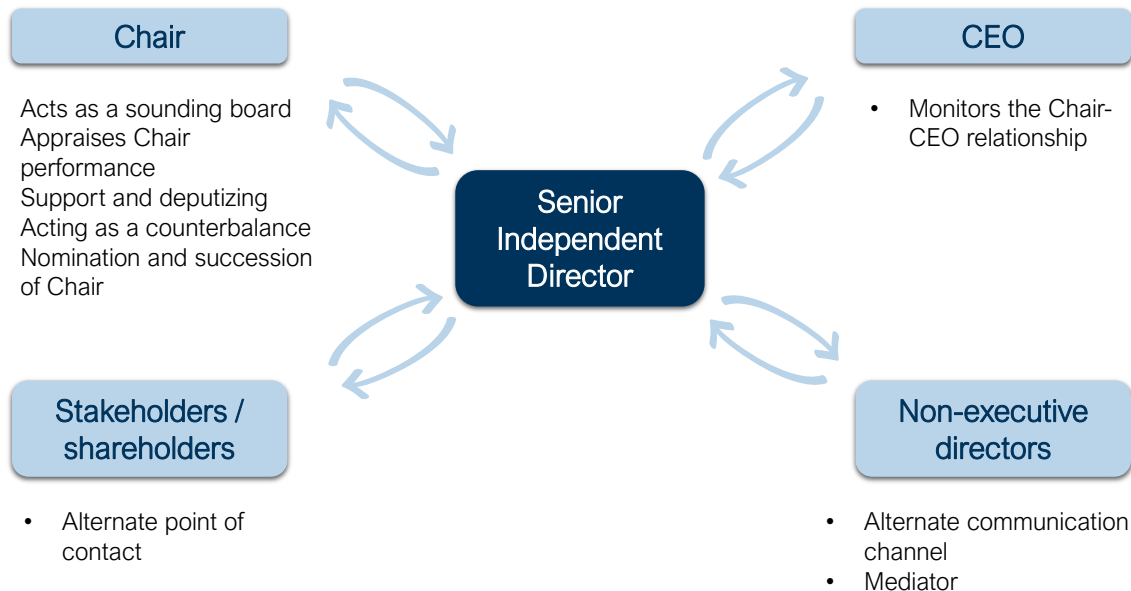 Chair
Acts as a sounding board
Appraises Chair
performance
Support and deputizing
Acting as a counterbalance
Nomination and succession
of Chair
CEO
• Monitors the Chair-
CEO relationship
Senior
Independent
Director
Stakeholders /
shareholders
• Alternate point of
contact
Non-executive
directors
• Alternate communication
channel
• Mediator